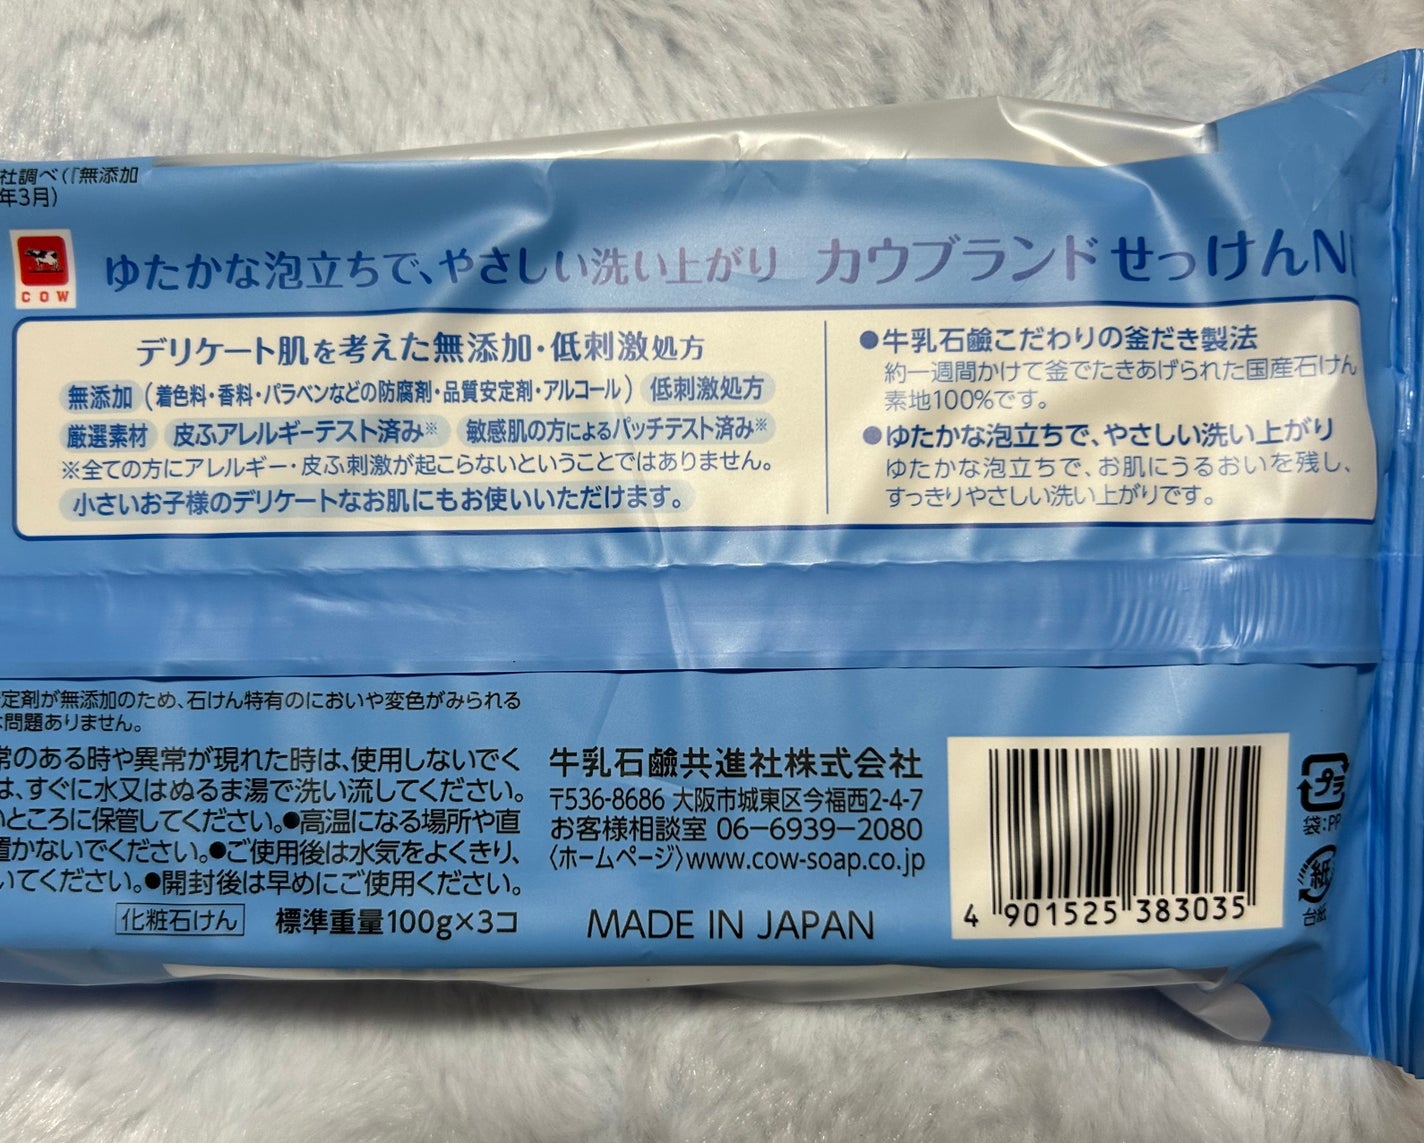 社調べ(『無添加
年3月)
COW
ゆたかな泡立ちで、やさしい洗い上がり カウブランド せっけんN
デリケート肌を考えた無添加・低刺激処方
無添加 (着色料・香料・パラベンなどの防腐剤・品質安定剤・アルコール) 低刺激処方
厳選素材 皮ふアレルギーテスト済み※ 敏感肌の方によるパッチテスト済み※
※全ての方にアレルギー・皮ふ刺激が起こらないということではありません。
小さいお子様のデリケートなお肌にもお使いいただけます。
●牛乳石鹼こだわりの釜だき製法
約一週間かけて釜でたきあげられた国産石けん
素地100%です。
●ゆたかな泡立ちで、やさしい洗い上がり
ゆたかな泡立ちで、お肌にうるおいを残し、
すっきりやさしい洗い上がりです。
定剤が無添加のため、石けん特有のにおいや変色がみられる
問題ありません。
常のある時や異常が現れた時は、使用しないでく
は、すぐに水又はぬるま湯で洗い流してください。
いところに保管してください。●高温になる場所や直
置かないでください。●ご使用後は水気をよくきり、
いてください。●開封後は早めにご使用ください。
化粧石けん 標準重量100g×3コ
牛乳石鹼共進社株式会社
〒536-8686 大阪市城東区今福西2-4-7
お客様相談室 06-6939-2080
〈ホームページ〉www.cow-soap.co.jp
MADE IN JAPAN
4 901525 383035
プラ
袋:PP
紙
台紙